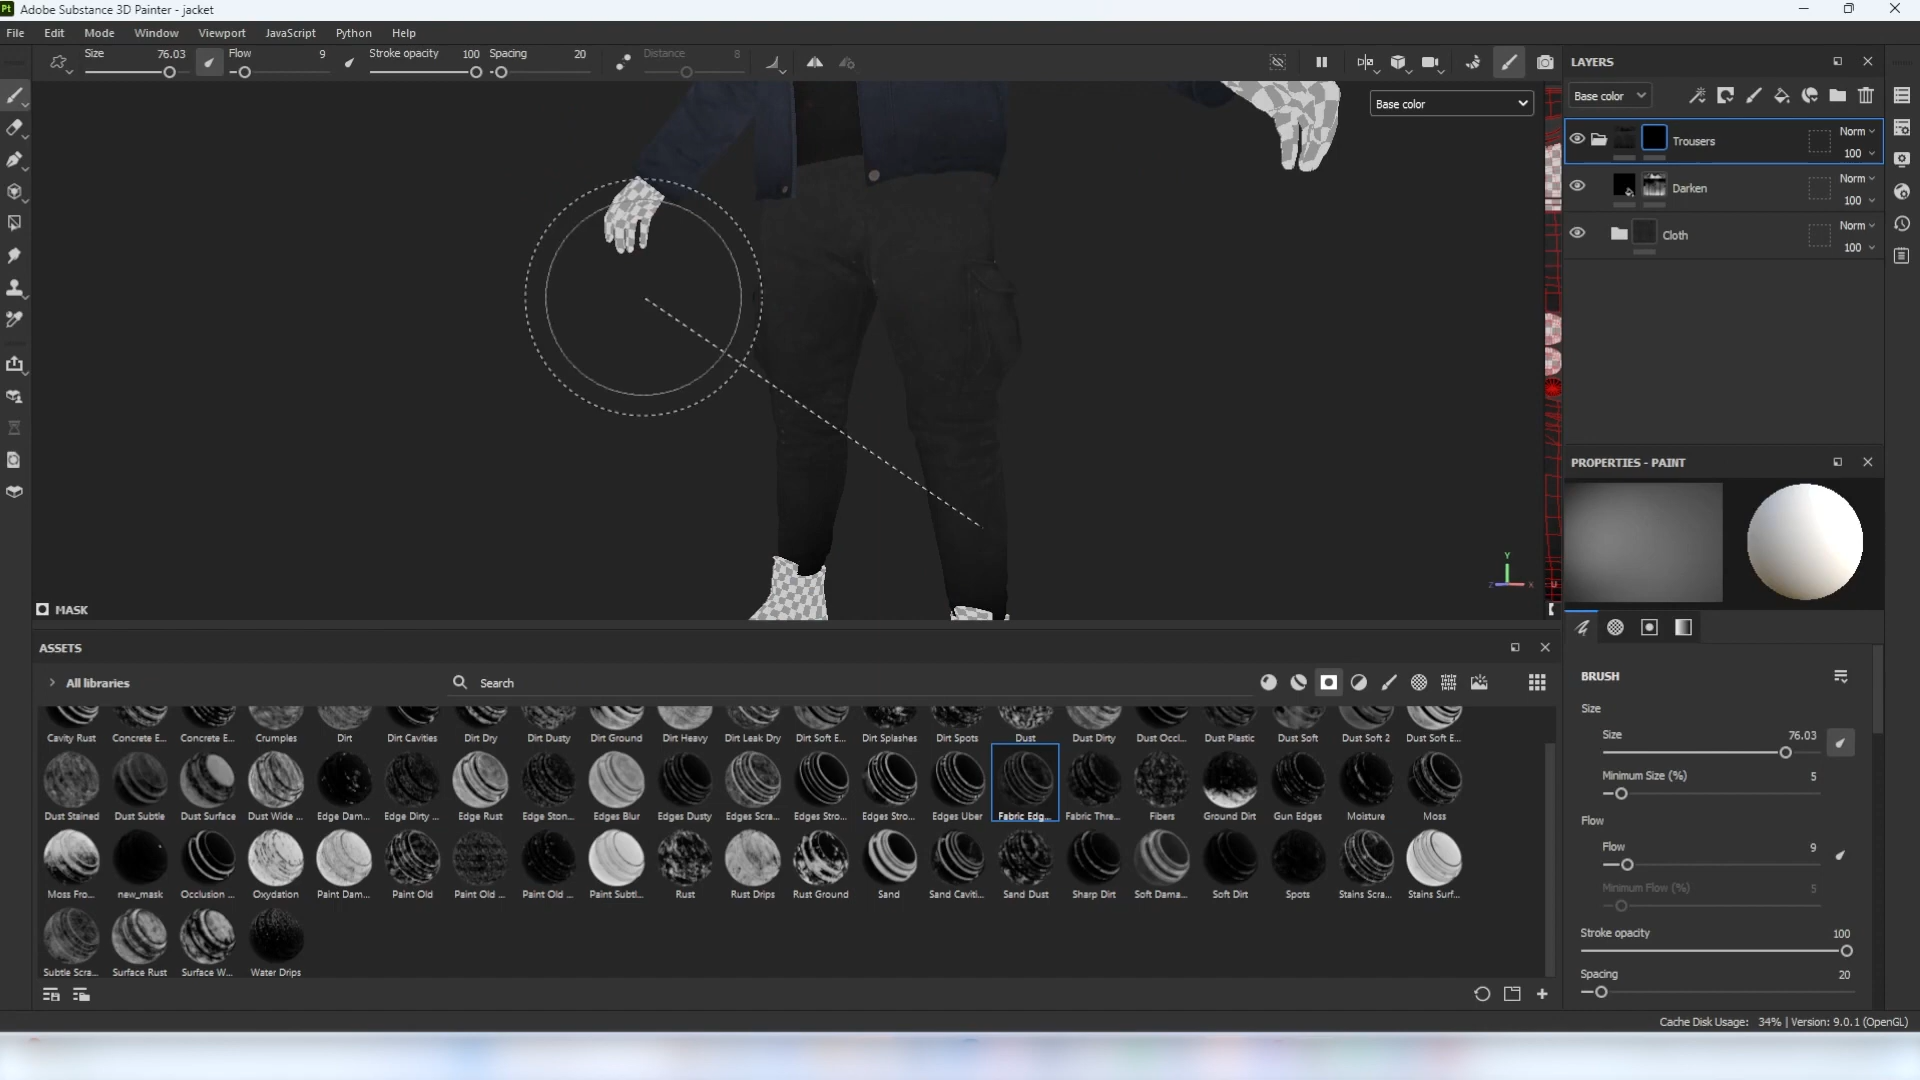 Pt Adobe Substance 3D Painter - jacket
File Edit Mode Window Viewport JavaScript Python Help
Size 76.03 Flow 9 Stroke opacity 100 Spacing 20 Distance 8
Base color
LAYERS
Base color
Trousers Norm 100
Darken Norm 100
Cloth Norm 100
Y
Z X
MASK
PROPERTIES - PAINT
BRUSH
Size
Size 76.03
Minimum Size (%) 5
Flow
Flow 9
Minimum Flow (%) 5
Stroke opacity 100
Spacing 20
ASSETS
All libraries
Search
Cavity Rust Concrete E... Concrete E... Crumples Dirt Dirt Cavities Dirt Dry Dirt Dusty Dirt Ground Dirt Heavy Dirt Leak Dry Dirt Soft E... Dirt Splashes Dirt Spots Dust Dust Dirty Dust Occl... Dust Plastic Dust Soft Dust Soft 2 Dust Soft E...
Dust Stained Dust Subtle Dust Surface Dust Wide ... Edge Dam... Edge Dirty ... Edge Rust Edge Ston... Edges Blur Edges Dusty Edges Scra... Edges Stro... Edges Stro... Edges Uber Fabric Edg... Fabric Thre... Fibers Ground Dirt Gun Edges Moisture Moss
Moss Fro... new_mask Occlusion ... Oxydation Paint Dam... Paint Old Paint Old ... Paint Old ... Paint Subtl... Rust Rust Drips Rust Ground Sand Sand Caviti... Sand Dust Sharp Dirt Soft Dama... Soft Dirt Spots Stains Scra... Stains Surf...
Subtle Scra... Surface Rust Surface W... Water Drips
Cache Disk Usage: 34% | Version: 9.0.1 (OpenGL)